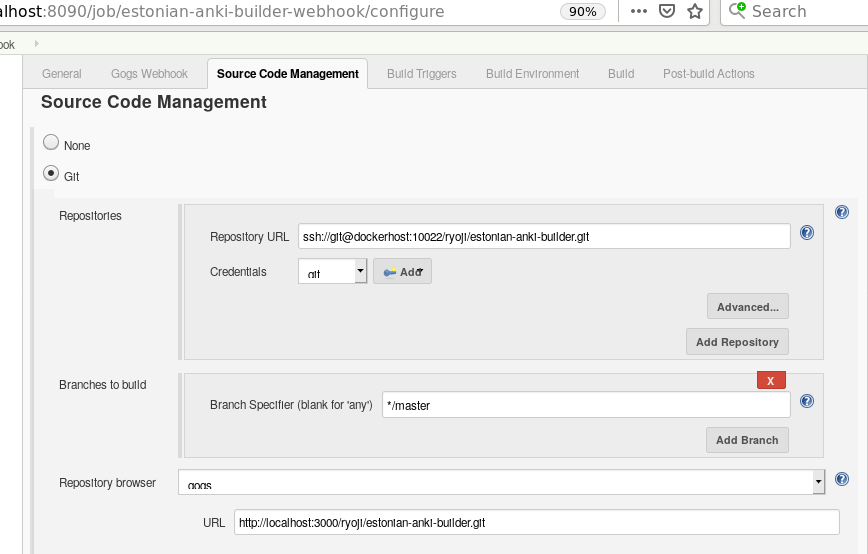 lhost:8090/job/estonian-anki-builder-webhook/configure 90% Search
ook
General Gogs Webhook Source Code Management Build Triggers Build Environment Build Post-build Actions
Source Code Management
None
Git
Repositories
Repository URL ssh://git@dockerhost:10022/ryoji/estonian-anki-builder.git
Credentials git Add
Advanced...
Add Repository
Branches to build
X
Branch Specifier (blank for 'any') */master
Add Branch
Repository browser gogs
URL http://localhost:3000/ryoji/estonian-anki-builder.git